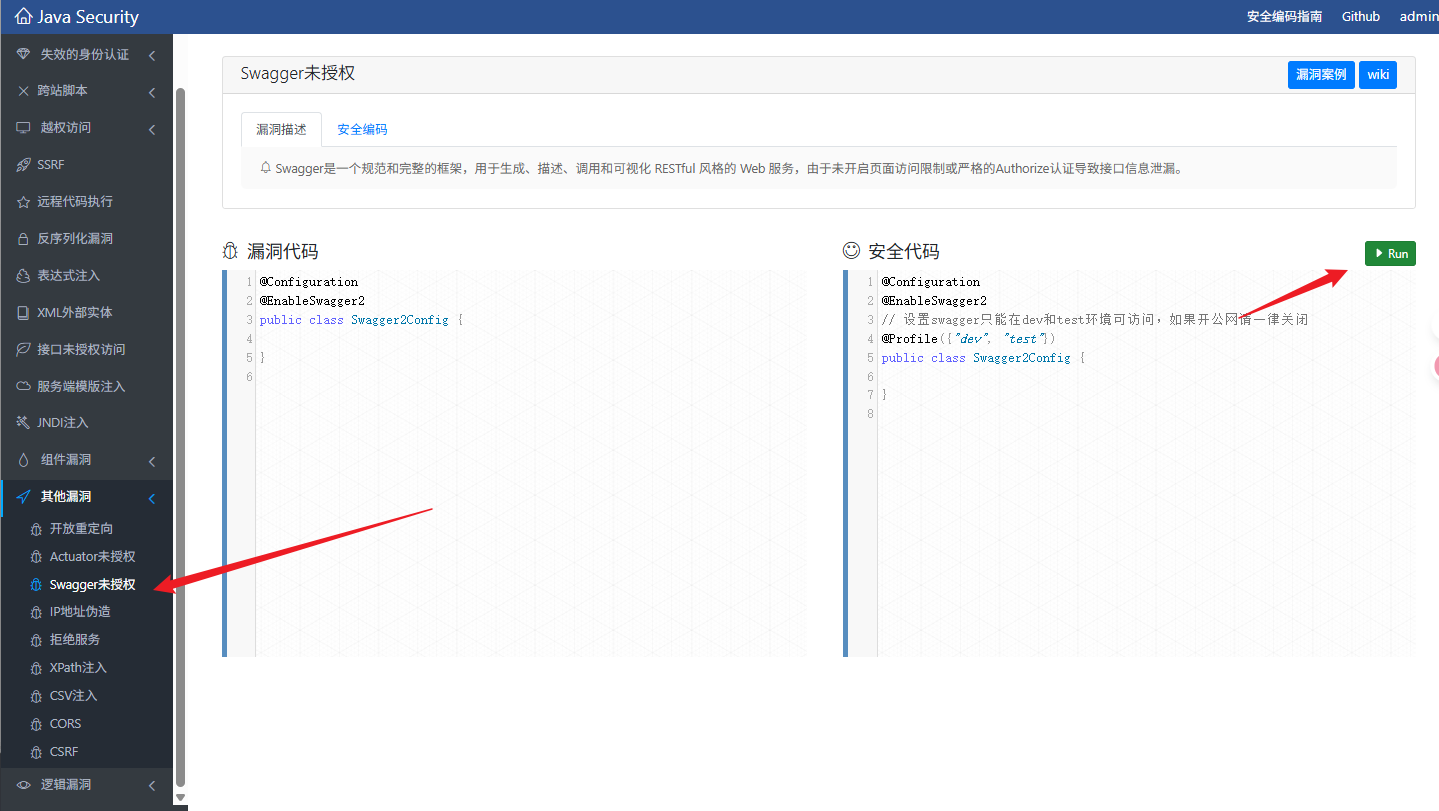 Java Security
安全编码指南 Github admin
失效的身份认证
跨站脚本
越权访问
SSRF
远程代码执行
反序列化漏洞
表达式注入
XML外部实体
接口未授权访问
服务端模版注入
JNDI注入
组件漏洞
其他漏洞
开放重定向
Actuator未授权
Swagger未授权
IP地址伪造
拒绝服务
XPath注入
CSV注入
CORS
CSRF
逻辑漏洞
Swagger未授权
漏洞案例 wiki
漏洞描述 安全编码
Swagger是一个规范和完整的框架，用于生成、描述、调用和可视化 RESTful 风格的 Web 服务，由于未开启页面访问限制或严格的Authorize认证导致接口信息泄漏。
漏洞代码
1 @Configuration
2 @EnableSwagger2
3 public class Swagger2Config {
4
5 }
6
安全代码
Run
1 @Configuration
2 @EnableSwagger2
3 // 设置swagger只能在dev和test环境可访问，如果开公网请一律关闭
4 @Profile({"dev", "test"})
5 public class Swagger2Config {
6
7 }
8